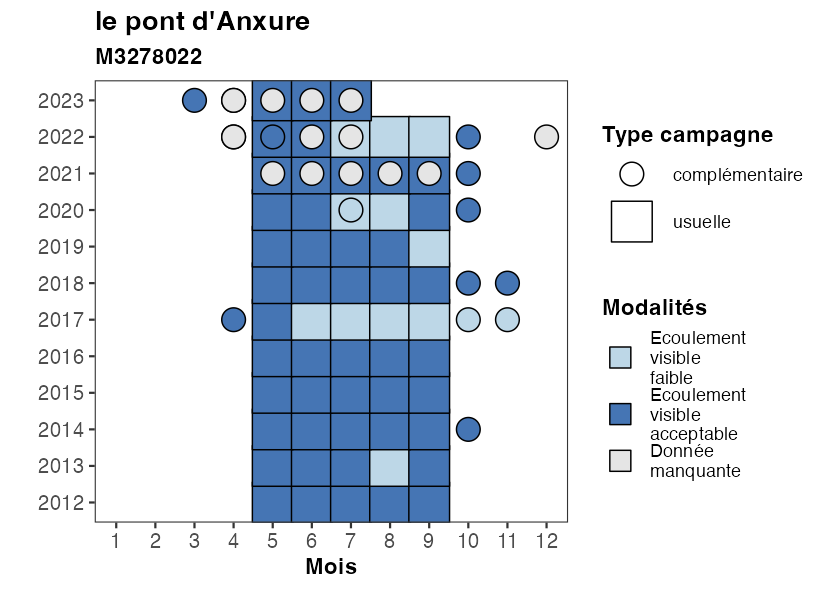 le pont d'Anxure
M3278022
2023
2022
2021
2020
2019
2018
2017
2016
2015
2014
2013
2012
1 2 3 4 5 6 7 8 9 10 11 12
Mois
Type campagne
complémentaire
usuelle
Modalités
Ecoulement
visible
faible
Ecoulement
visible
acceptable
Donnée
manquante